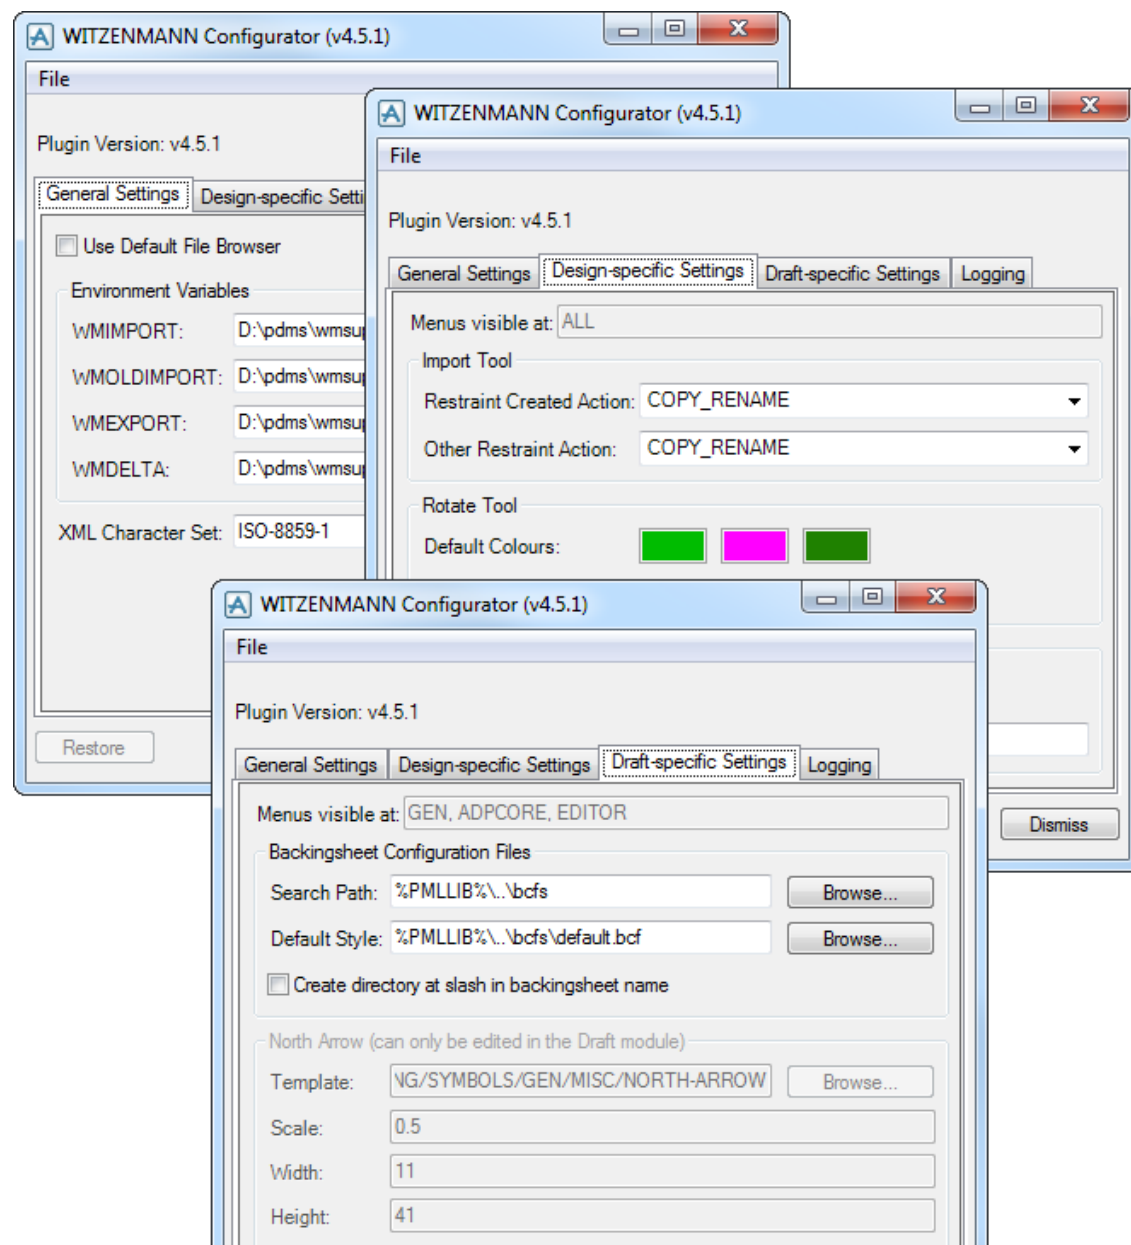 WITZENMANN Configurator (v4.5.1)
File
Plugin Version: v4.5.1
General Settings
Design-specific Setti
Use Default File Browser
Environment Variables
WMIMPORT: D:\pdms\wmsup
WMOLDIMPORT: D:\pdms\wmsup
WMEXPORT: D:\pdms\wmsup
WMDELTA: D:\pdms\wmsup
XML Character Set: ISO-8859-1
Restore
WITZENMANN Configurator (v4.5.1)
File
Plugin Version: v4.5.1
General Settings Design-specific Settings Draft-specific Settings Logging
Menus visible at: ALL
Import Tool
Restraint Created Action: COPY_RENAME
Other Restraint Action: COPY_RENAME
Rotate Tool
Default Colours:
Dismiss
WITZENMANN Configurator (v4.5.1)
File
Plugin Version: v4.5.1
General Settings Design-specific Settings Draft-specific Settings Logging
Menus visible at: GEN, ADPCORE, EDITOR
Backingsheet Configuration Files
Search Path: %PMLLIB%\..\bcfs Browse...
Default Style: %PMLLIB%\..\bcfs\default.bcf Browse...
Create directory at slash in backingsheet name
North Arrow (can only be edited in the Draft module)
Template: NG/SYMBOLS/GEN/MISC/NORTH-ARROW Browse...
Scale: 0.5
Width: 11
Height: 41